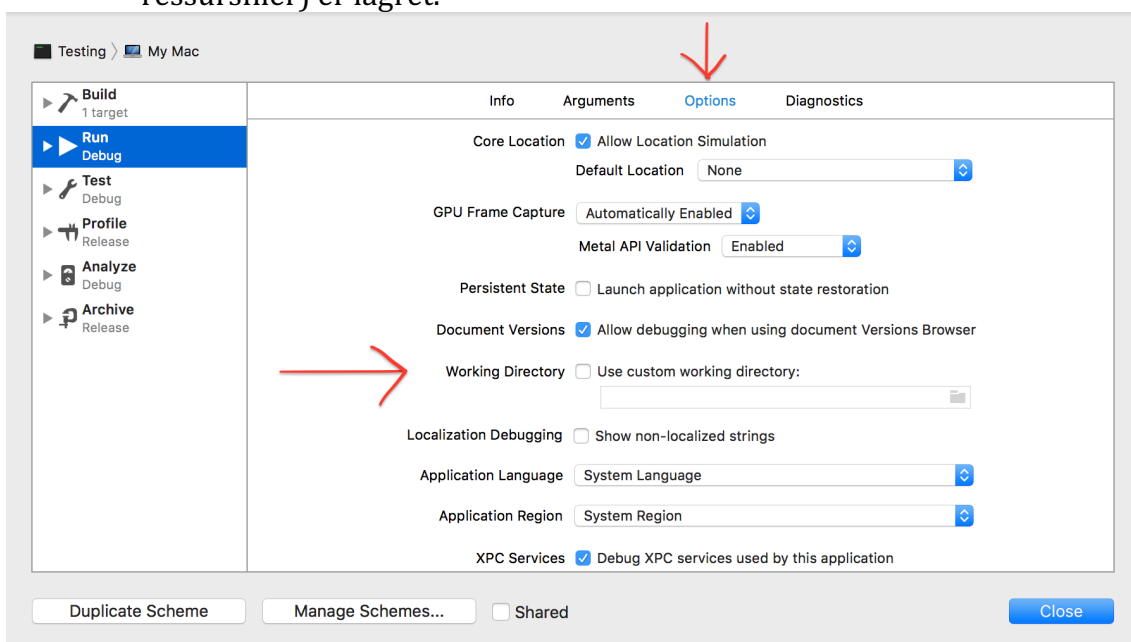 er lagret.
Testing 〉 My Mac
Build
1 target
Run
Debug
Test
Debug
Profile
Release
Analyze
Debug
Archive
Release
Info Arguments Options Diagnostics
Core Location Allow Location Simulation
Default Location None
GPU Frame Capture Automatically Enabled
Metal API Validation Enabled
Persistent State Launch application without state restoration
Document Versions Allow debugging when using document Versions Browser
Working Directory Use custom working directory:
Localization Debugging Show non-localized strings
Application Language System Language
Application Region System Region
XPC Services Debug XPC services used by this application
Duplicate Scheme Manage Schemes... Shared Close